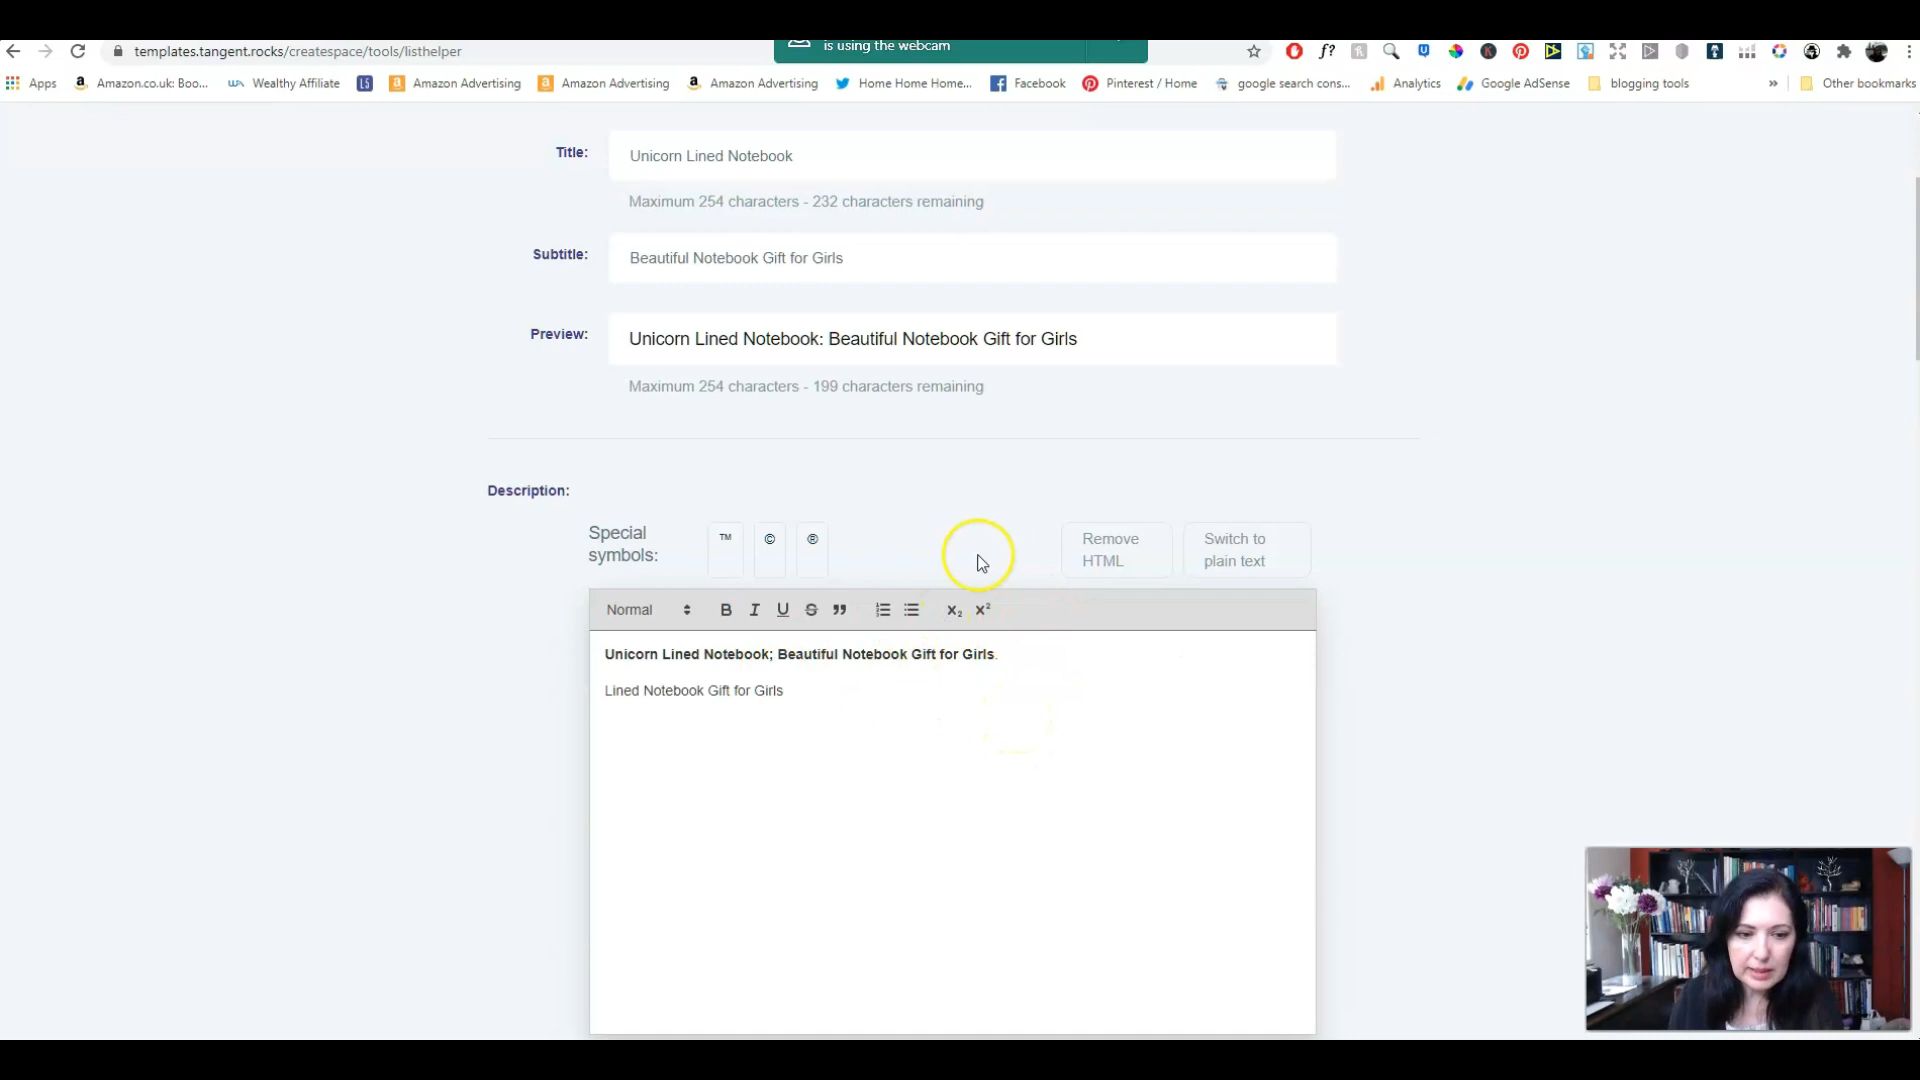 templates.tangent.rocks/createspace/tools/listhelper
is using the webcam
Apps Amazon.co.uk: Boo... Wealthy Affiliate Amazon Advertising Amazon Advertising Amazon Advertising Home Home Home... Facebook Pinterest / Home google search cons... Analytics Google AdSense blogging tools » Other bookmarks
Title: Unicorn Lined Notebook
Maximum 254 characters - 232 characters remaining
Subtitle: Beautiful Notebook Gift for Girls
Preview: Unicorn Lined Notebook: Beautiful Notebook Gift for Girls
Maximum 254 characters - 199 characters remaining
Description:
Special symbols: ™ © ® Remove HTML Switch to plain text
Normal B I U S ” X₂ X²
Unicorn Lined Notebook; Beautiful Notebook Gift for Girls.
Lined Notebook Gift for Girls